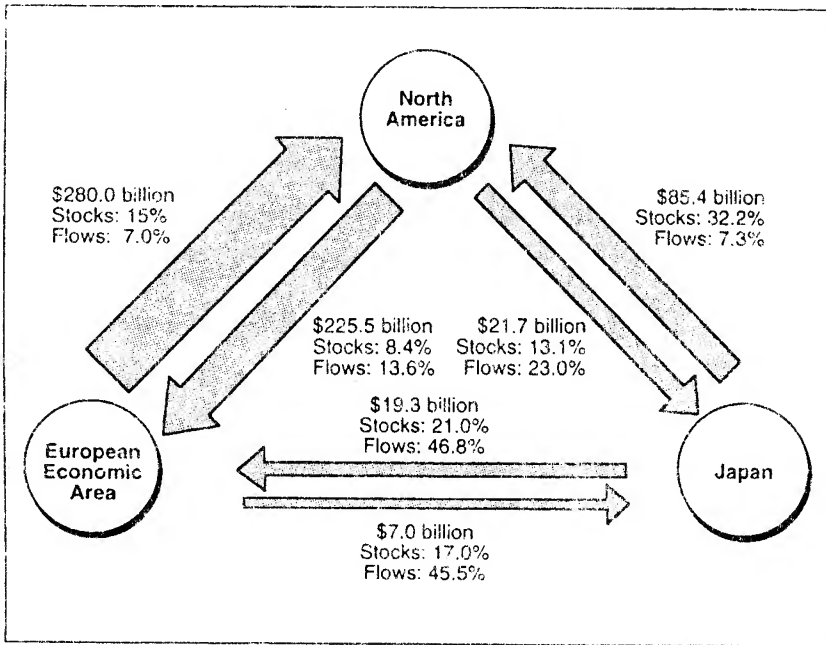 North
America
$280.0 billion
Stocks: 15%
Flows: 7.0%
$85.4 billion
Stocks: 32.2%
Flows: 7.3%
$225.5 billion
Stocks: 8.4%
Flows: 13.6%
$21.7 billion
Stocks: 13.1%
Flows: 23.0%
$19.3 billion
Stocks: 21.0%
Flows: 46.8%
European
Economic
Area
Japan
$7.0 billion
Stocks: 17.0%
Flows: 45.5%